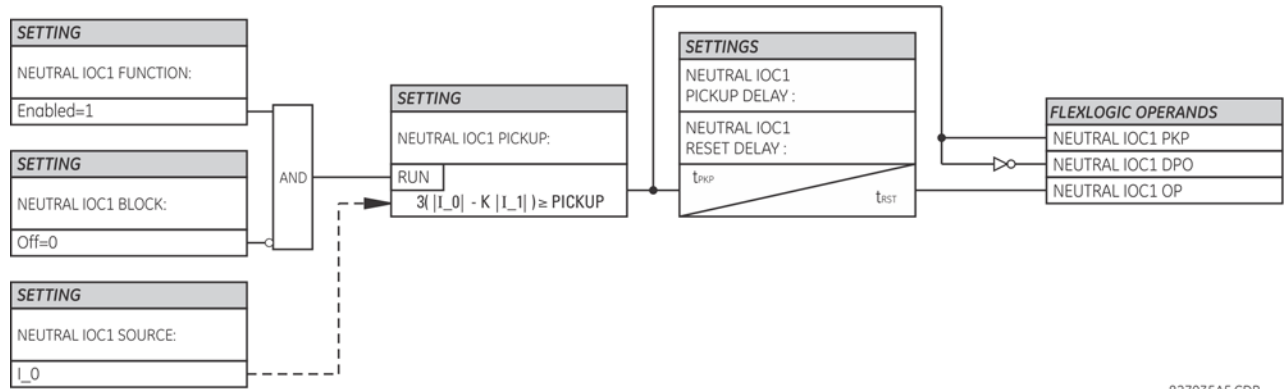 SETTING
NEUTRAL IOC1 FUNCTION:
Enabled=1
SETTING
NEUTRAL IOC1 BLOCK:
Off=0
SETTING
NEUTRAL IOC1 SOURCE:
I_0
AND
SETTING
NEUTRAL IOC1 PICKUP:
RUN
3( |I_0| - K |I_1| ) ≥ PICKUP
SETTINGS
NEUTRAL IOC1
PICKUP DELAY :
NEUTRAL IOC1
RESET DELAY :
tPKP
tRST
FLEXLOGIC OPERANDS
NEUTRAL IOC1 PKP
NEUTRAL IOC1 DPO
NEUTRAL IOC1 OP